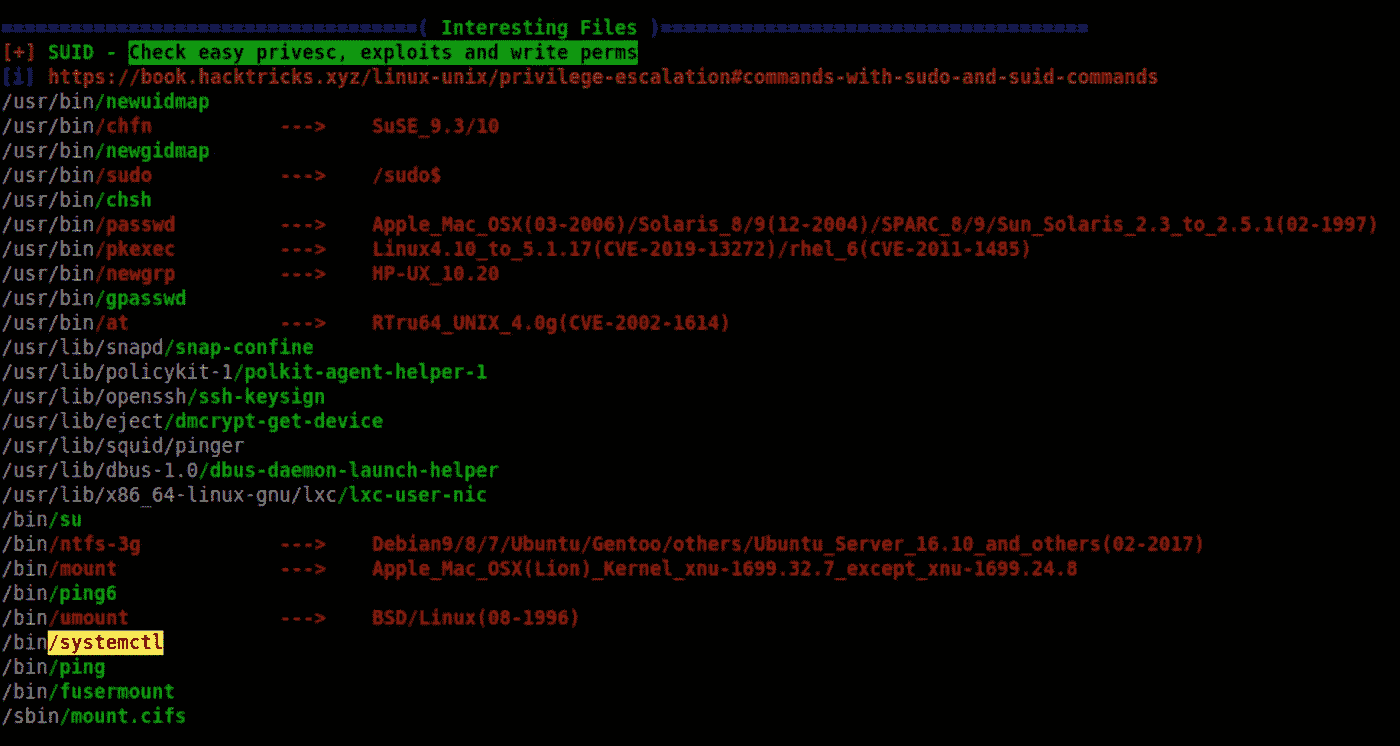 ====================================( Interesting Files )=====================================
[+] SUID - Check easy privesc, exploits and write perms
[i] https://book.hacktricks.xyz/linux-unix/privilege-escalation#commands-with-sudo-and-suid-commands
/usr/bin/newuidmap
/usr/bin/chfn           --->    SuSE_9.3/10
/usr/bin/newgidmap
/usr/bin/sudo           --->    /sudo$
/usr/bin/chsh
/usr/bin/passwd         --->    Apple_Mac_OSX(03-2006)/Solaris_8/9(12-2004)/SPARC_8/9/Sun_Solaris_2.3_to_2.5.1(02-1997)
/usr/bin/pkexec         --->    Linux4.10_to_5.1.17(CVE-2019-13272)/rhel_6(CVE-2011-1485)
/usr/bin/newgrp         --->    HP-UX_10.20
/usr/bin/gpasswd
/usr/bin/at             --->    RTru64_UNIX_4.0g(CVE-2002-1614)
/usr/lib/snapd/snap-confine
/usr/lib/policykit-1/polkit-agent-helper-1
/usr/lib/openssh/ssh-keysign
/usr/lib/eject/dmcrypt-get-device
/usr/lib/squid/pinger
/usr/lib/dbus-1.0/dbus-daemon-launch-helper
/usr/lib/x86_64-linux-gnu/lxc/lxc-user-nic
/bin/su
/bin/ntfs-3g            --->    Debian9/8/7/Ubuntu/Gentoo/others/Ubuntu_Server_16.10_and_others(02-2017)
/bin/mount              --->    Apple_Mac_OSX(Lion)_Kernel_xnu-1699.32.7_except_xnu-1699.24.8
/bin/ping6
/bin/umount             --->    BSD/Linux(08-1996)
/bin/systemctl
/bin/ping
/bin/fusermount
/sbin/mount.cifs